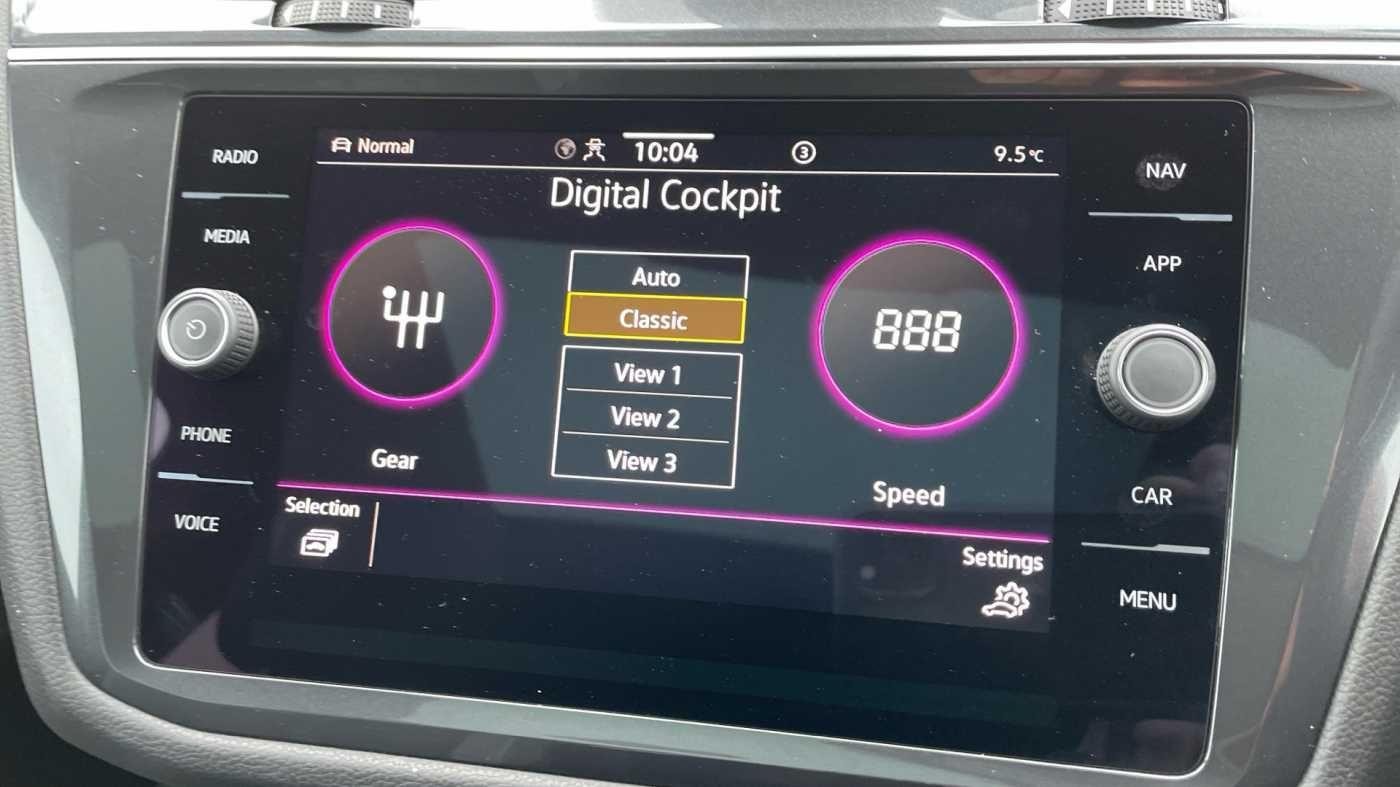 RADIO
MEDIA
PHONE
VOICE
Normal
10:04
3
9.5°C
Digital Cockpit
Auto
Classic
View 1
View 2
View 3
Gear
888
Speed
Selection
Settings
NAV
APP
CAR
MENU